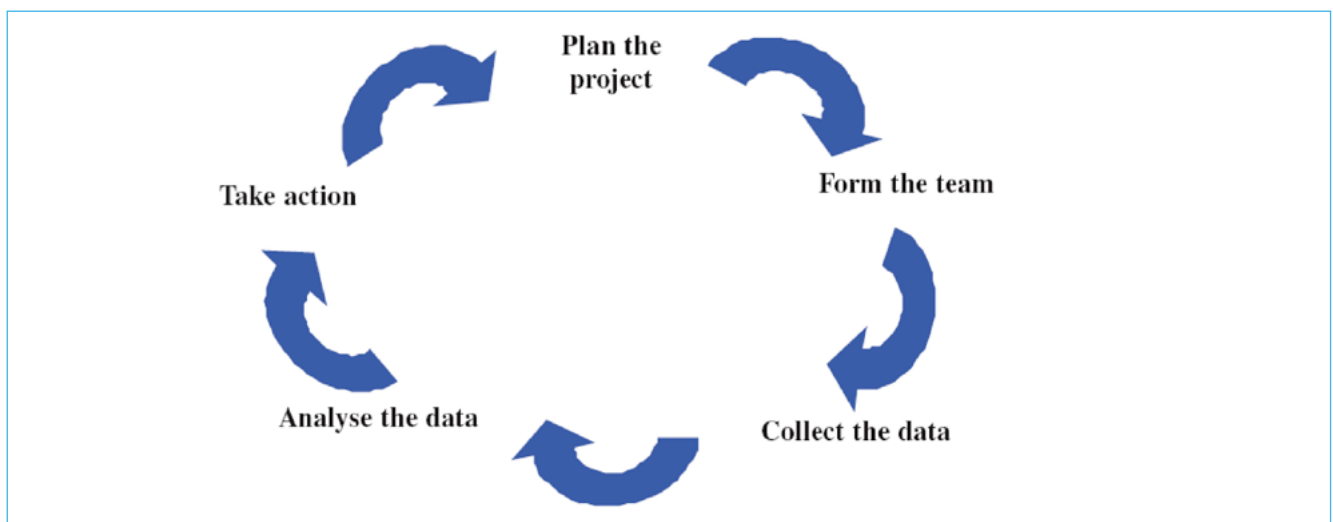 Plan the
project
Form the team
Collect the data
Analyse the data
Take action